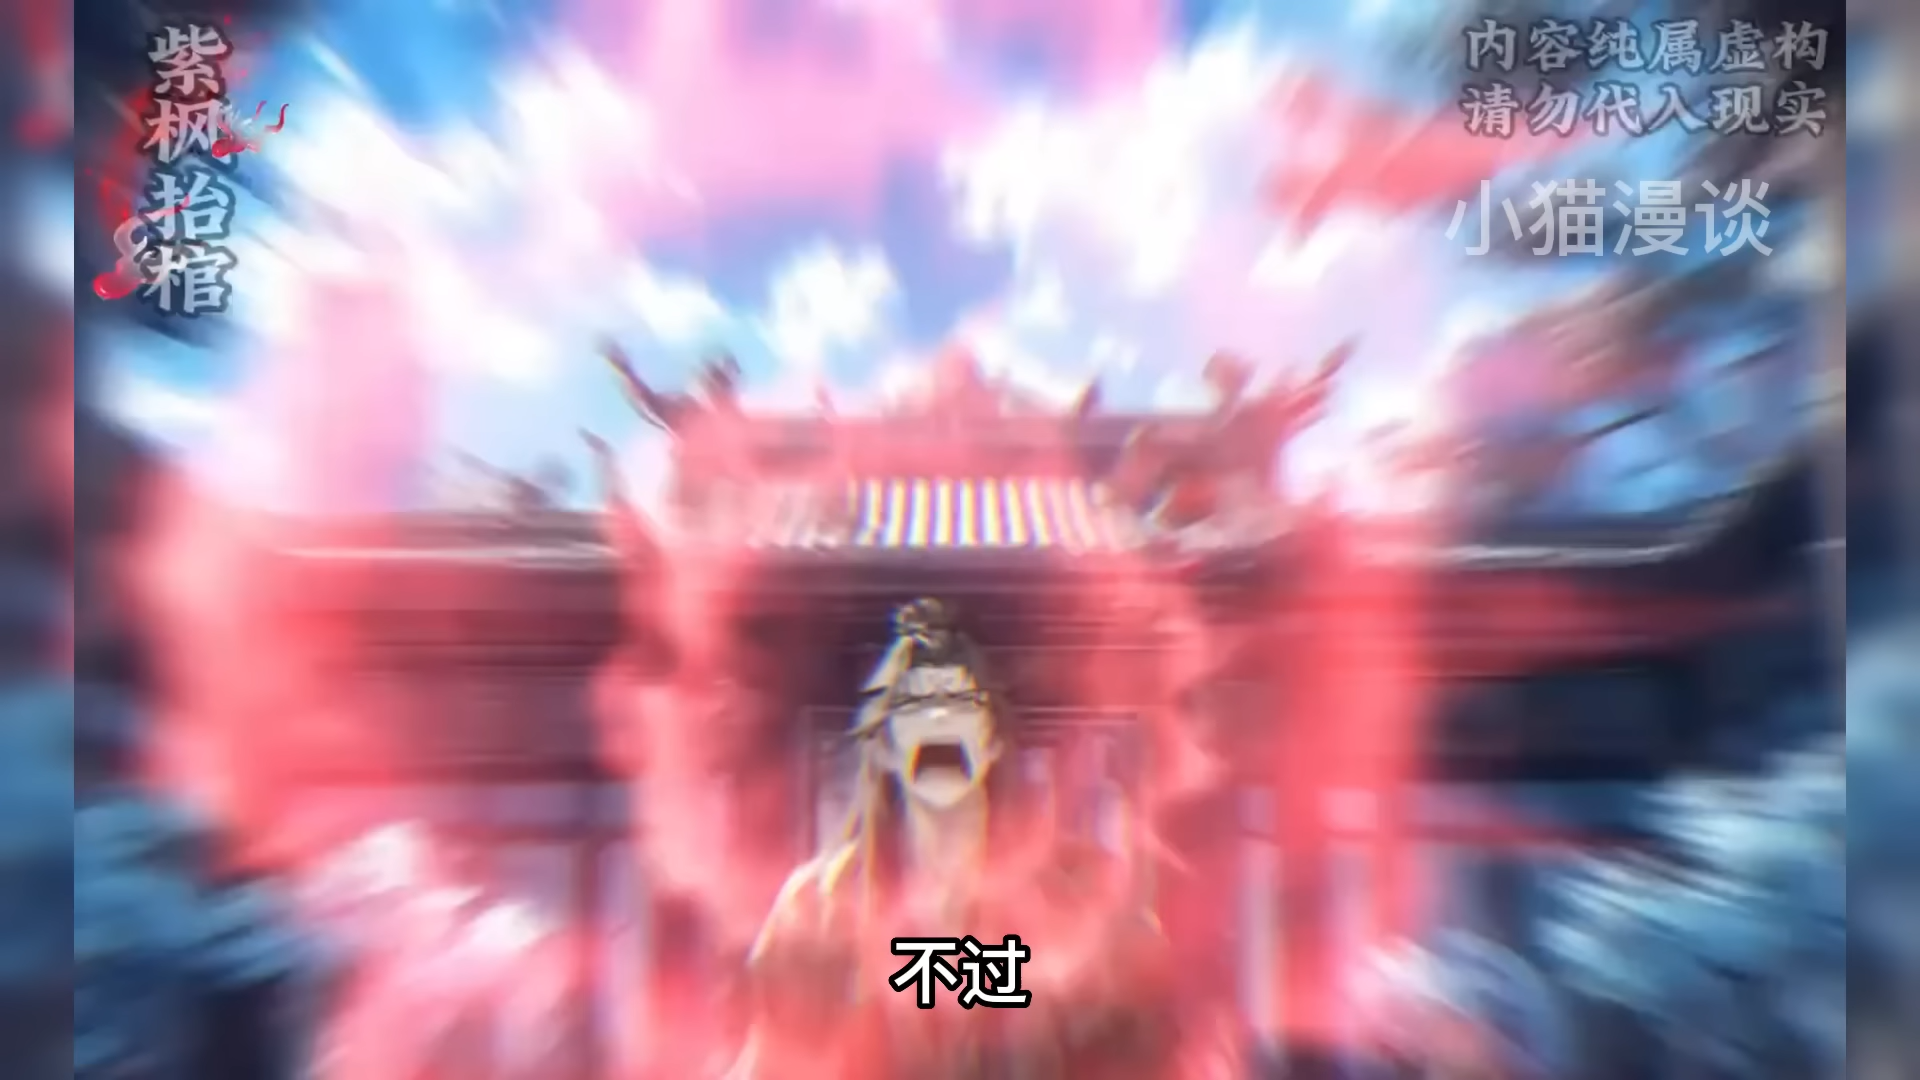 紫枫抬棺
内容纯属虚构
请勿代入现实
小猫漫谈
不过